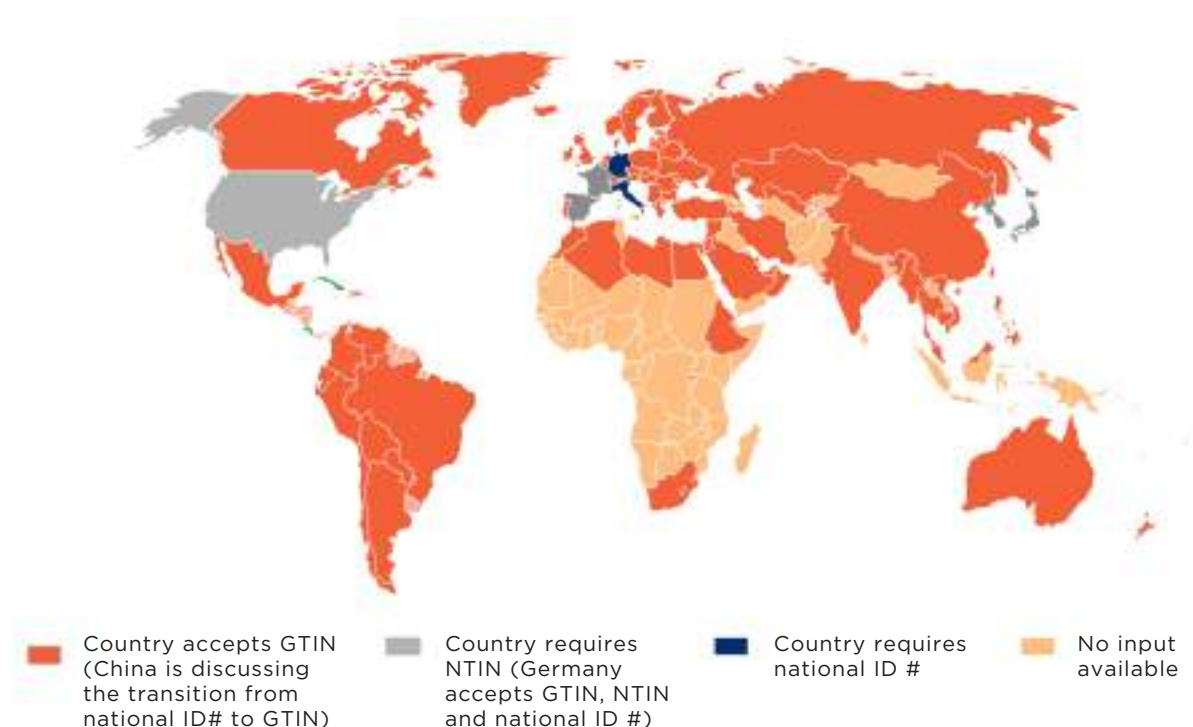 Country accepts GTIN
(China is discussing
the transition from
national ID# to GTIN)
Country requires
NTIN (Germany
accepts GTIN, NTIN
and national ID #)
Country requires
national ID #
No input
available